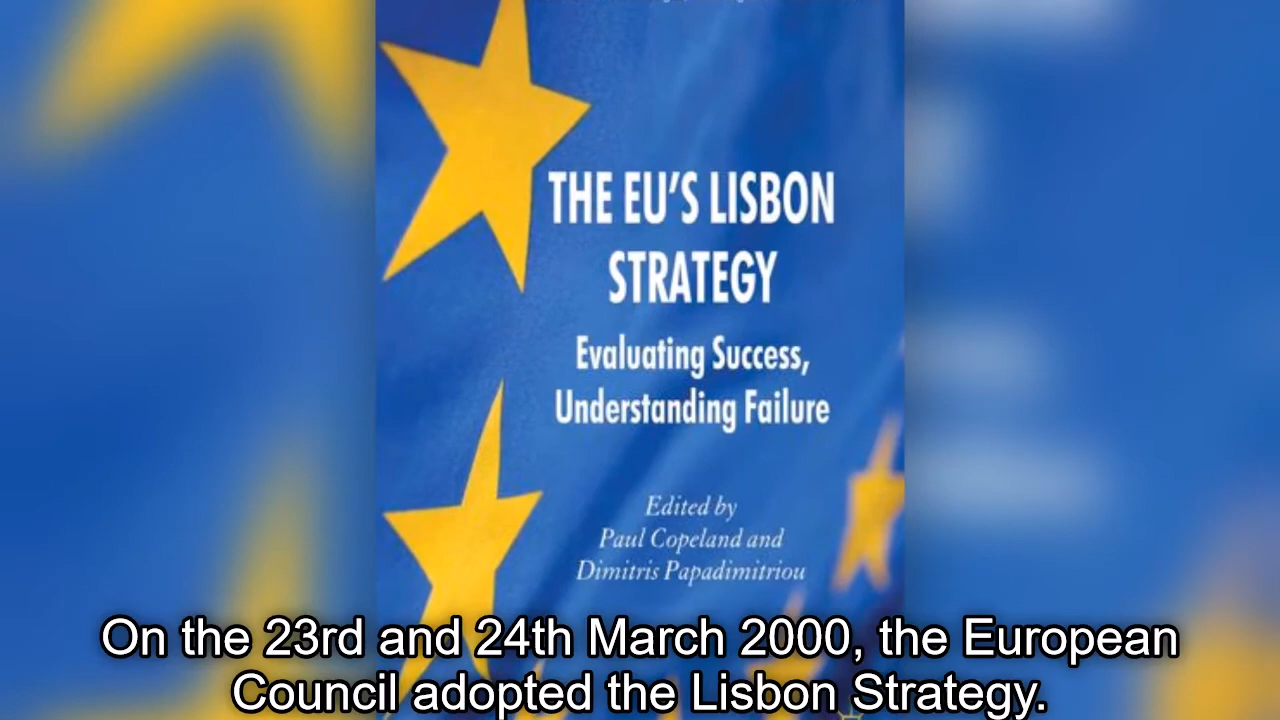 THE EU'S LISBON
STRATEGY
Evaluating Success,
Understanding Failure
Edited by
Paul Copeland and
Dimitris Papadimitriou
On the 23rd and 24th March 2000, the European
Council adopted the Lisbon Strategy.